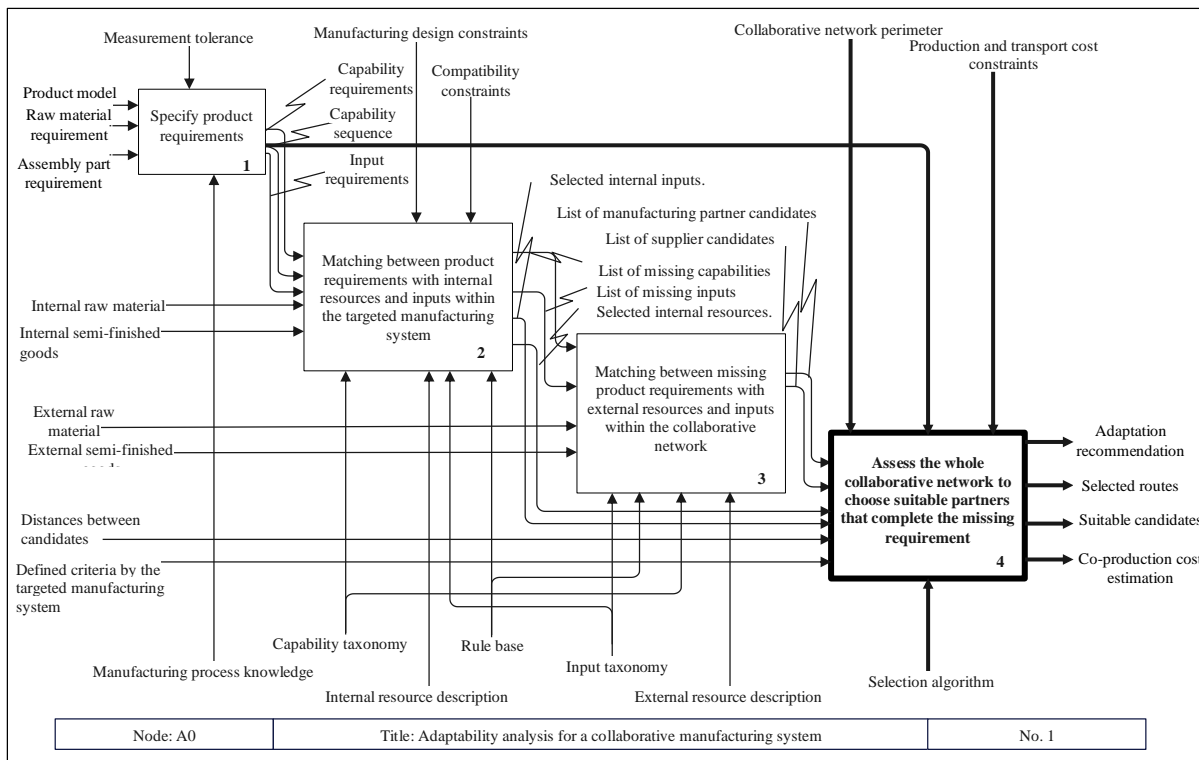 Measurement tolerance
Manufacturing design constraints
Collaborative network perimeter
Production and transport cost
constraints
Product model
Raw material
requirement
Assembly part
requirement
Specify product
requirements
1
Capability
requirements
Capability
sequence
Input
requirements
Compatibility
constraints
Selected internal inputs.
List of manufacturing partner candidates
List of supplier candidates
List of missing capabilities
List of missing inputs
Selected internal resources.
Internal raw material
Internal semi-finished
goods
Matching between product
requirements with internal
resources and inputs within
the targeted manufacturing
system
2
External raw
material
External semi-finished
Matching between missing
product requirements with
external resources and inputs
within the collaborative
network
3
Distances between
candidates
Defined criteria by the
targeted manufacturing
system
Assess the whole
collaborative network to
choose suitable partners
that complete the missing
requirement
4
Adaptation
recommendation
Selected routes
Suitable candidates
Co-production cost
estimation
Capability taxonomy
Rule base
Input taxonomy
Manufacturing process knowledge
Internal resource description
External resource description
Selection algorithm
Node: A0
Title: Adaptability analysis for a collaborative manufacturing system
No. 1